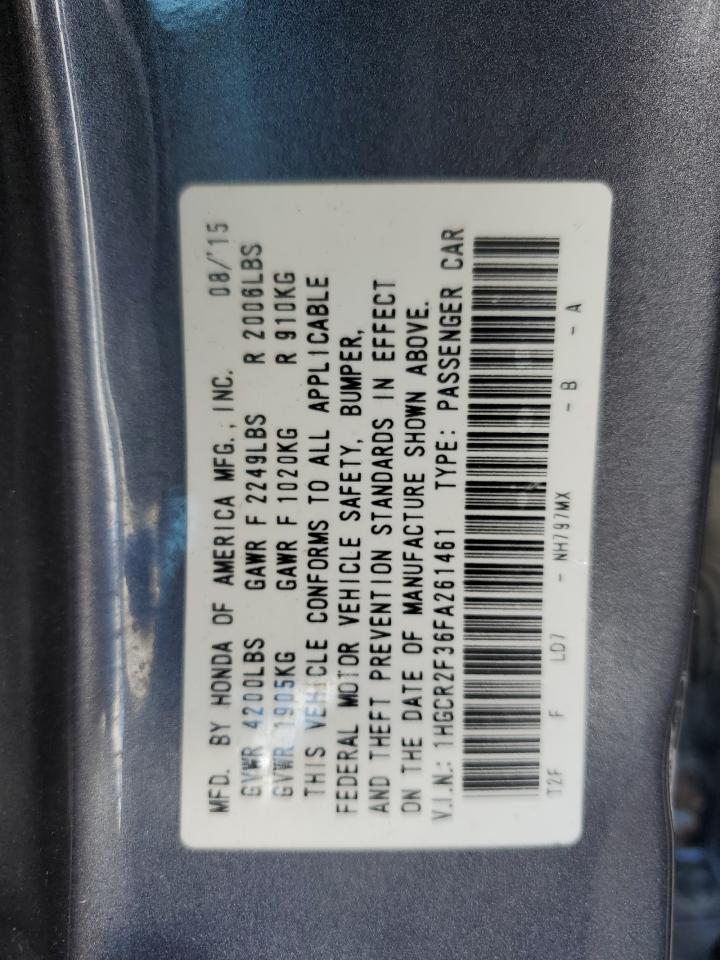 MFD. BY HONDA OF AMERICA MFG., INC. 08/'15
GVWR 4200LBS GAWR F 2249LBS R 2006LBS
GVWR 1905KG GAWR F 1020KG R 910KG
THIS VEHICLE CONFORMS TO ALL APPLICABLE
FEDERAL MOTOR VEHICLE SAFETY, BUMPER,
AND THEFT PREVENTION STANDARDS IN EFFECT
ON THE DATE OF MANUFACTURE SHOWN ABOVE.
V.I.N.: 1HGCR2F36FA261461 TYPE: PASSENGER CAR
T2F F LD7 - NH797MX - B - A